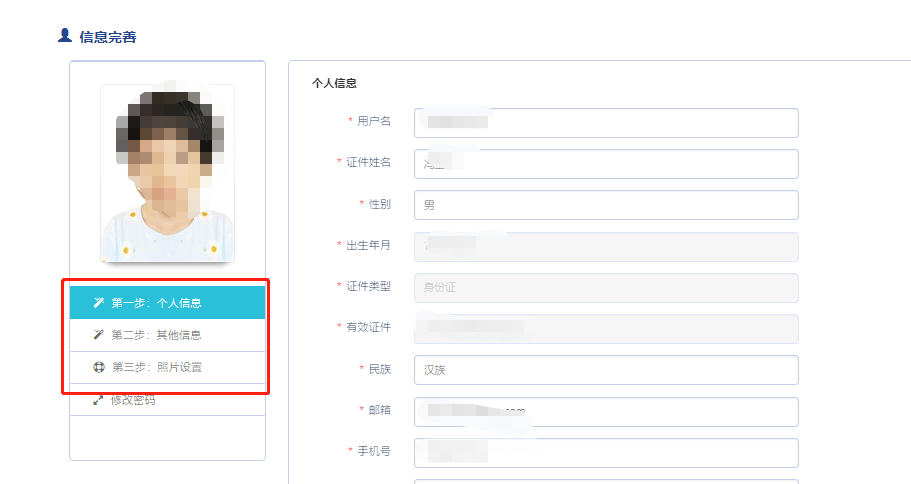 信息完善
第一步：个人信息
第二步：其他信息
第三步：照片设置
修改密码
个人信息
* 用户名
* 证件姓名
* 性别 男
* 出生年月
* 证件类型 身份证
* 有效证件
* 民族 汉族
* 邮箱 .com
* 手机号